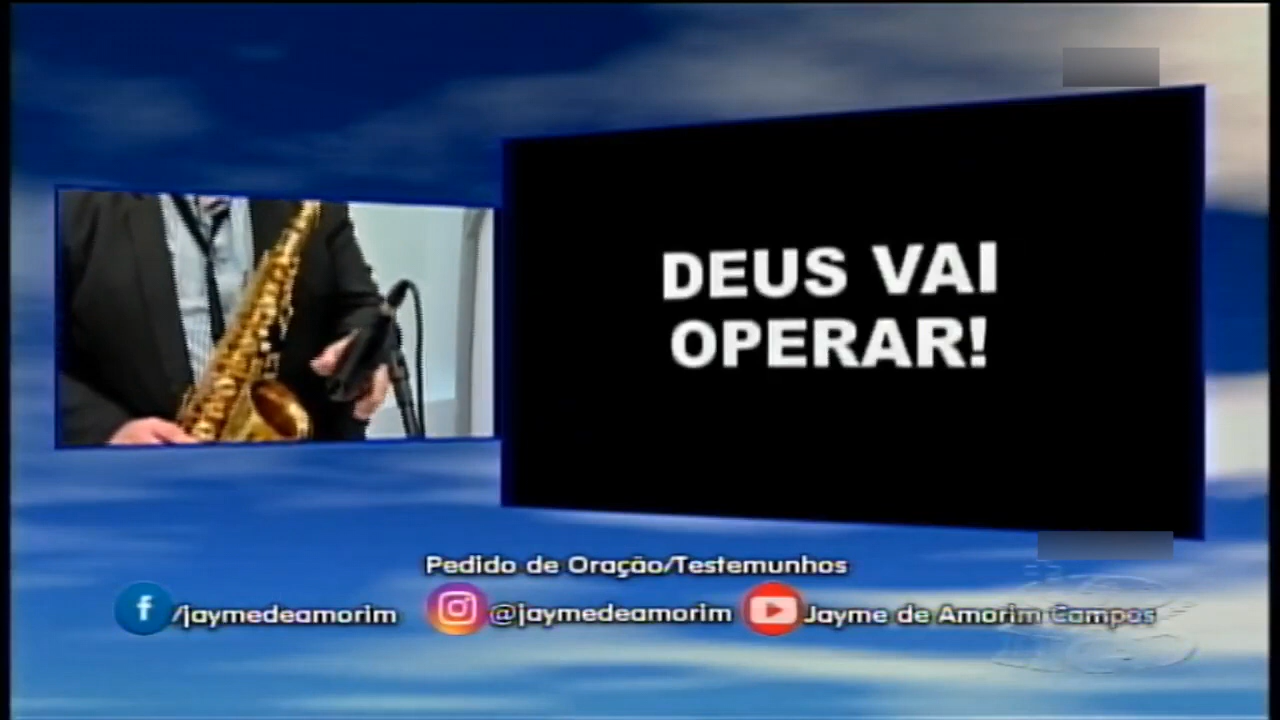 DEUS VAI
OPERAR!
Pedido de Oração/Testemunhos
/jaymedeamorim @jaymedeamorim Jayme de Amorim Campos